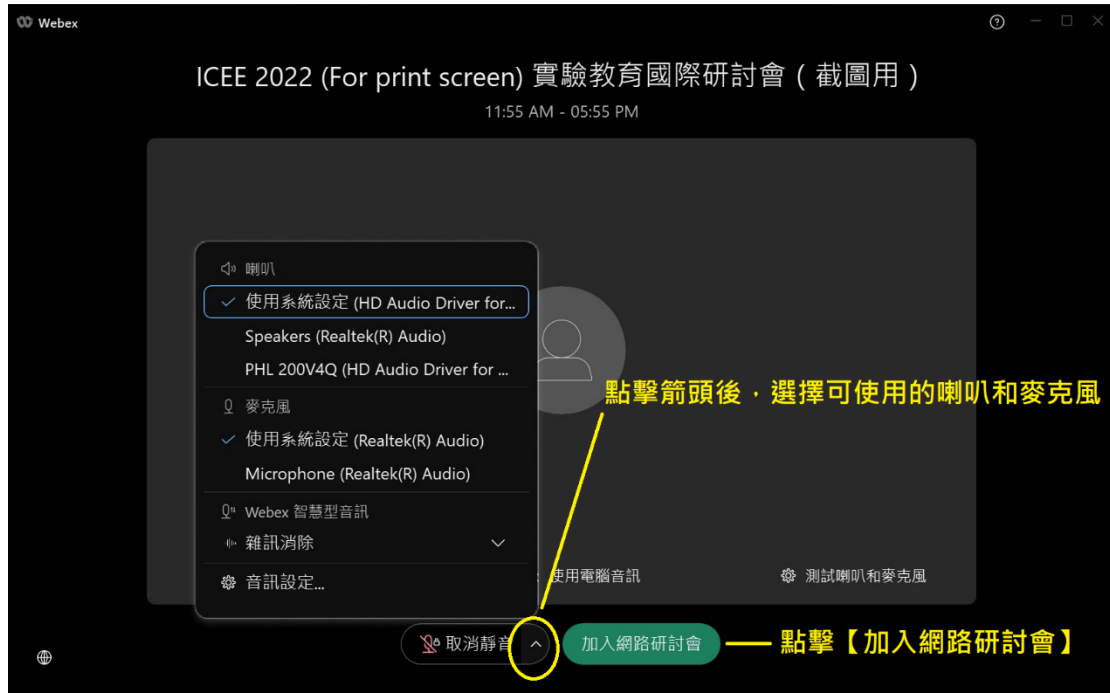 Webex
ICEE 2022 (For print screen) 實驗教育國際研討會 ( 截圖用 )
11:55 AM - 05:55 PM
喇叭
使用系統設定 (HD Audio Driver for...
Speakers (Realtek(R) Audio)
PHL 200V4Q (HD Audio Driver for ...
麥克風
使用系統設定 (Realtek(R) Audio)
Microphone (Realtek(R) Audio)
Webex 智慧型音訊
雜訊消除
音訊設定...
點擊箭頭後，選擇可使用的喇叭和麥克風
使用電腦音訊
測試喇叭和麥克風
取消靜音
加入網路研討會
點擊【加入網路研討會】